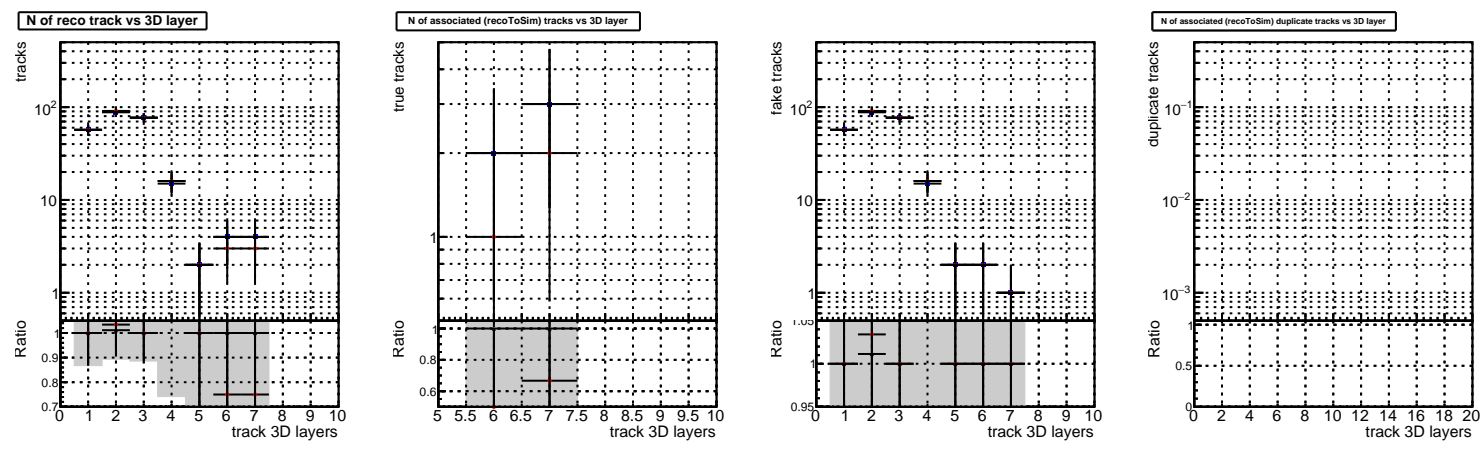 N of reco track vs 3D layer
tracks
10²
10
1
Ratio
1
0.9
0.8
0.7
0 1 2 3 4 5 6 7 8 9 10
track 3D layers
N of associated (recoToSim) tracks vs 3D layer
true tracks
1
Ratio
1
0.8
0.6
5 5.5 6 6.5 7 7.5 8 8.5 9 9.5 10
track 3D layers
fake tracks
10²
10
1
Ratio
1.05
1
0.95
0 1 2 3 4 5 6 7 8 9 10
track 3D layers
N of associated (recoToSim) duplicate tracks vs 3D layer
duplicate tracks
10⁻¹
10⁻²
10⁻³
Ratio
1
0.5
0
0 2 4 6 8 10 12 14 16 18 20
track 3D layers